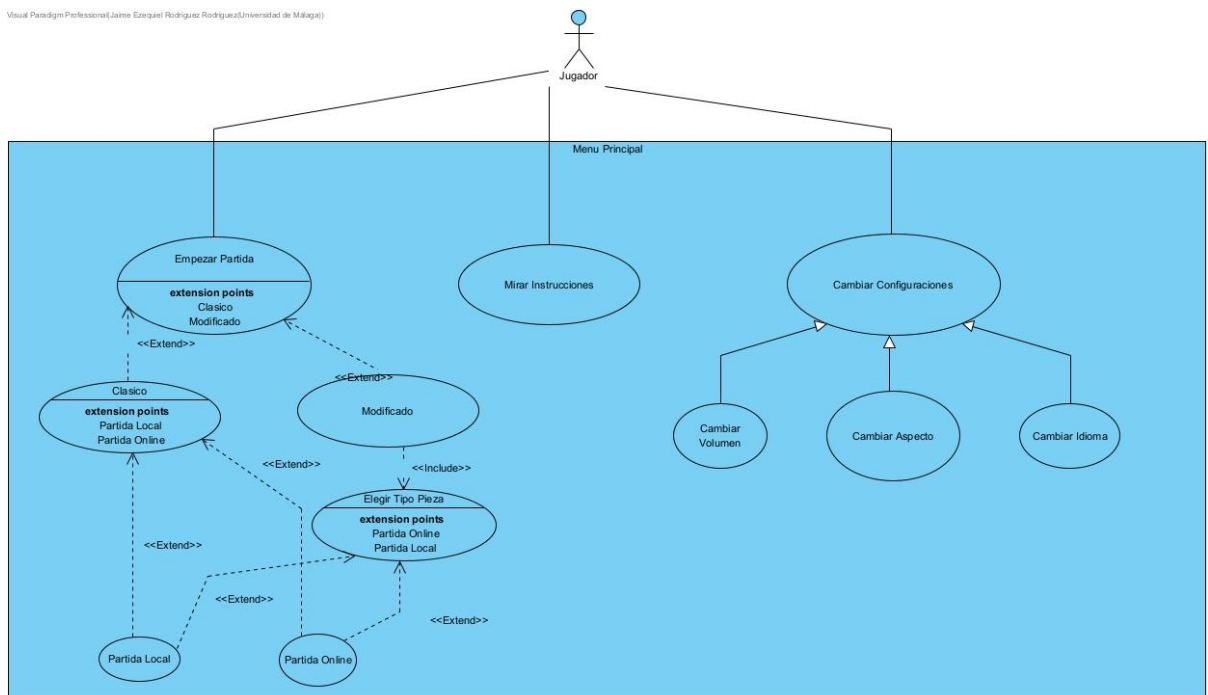 Visual Paradigm Professional(Jaime Ezequiel Rodriguez Rodriguez(Universidad de Málaga))
Jugador
Menu Principal
Empezar Partida
extension points
Clasico
Modificado
Mirar Instrucciones
Cambiar Configuraciones
<<Extend>>
<<Extend>>
Clasico
extension points
Partida Local
Partida Online
Modificado
Cambiar
Volumen
Cambiar Aspecto
Cambiar Idioma
<<Extend>>
<<Include>>
Elegir Tipo Pieza
extension points
Partida Online
Partida Local
<<Extend>>
<<Extend>>
<<Extend>>
Partida Local
Partida Online